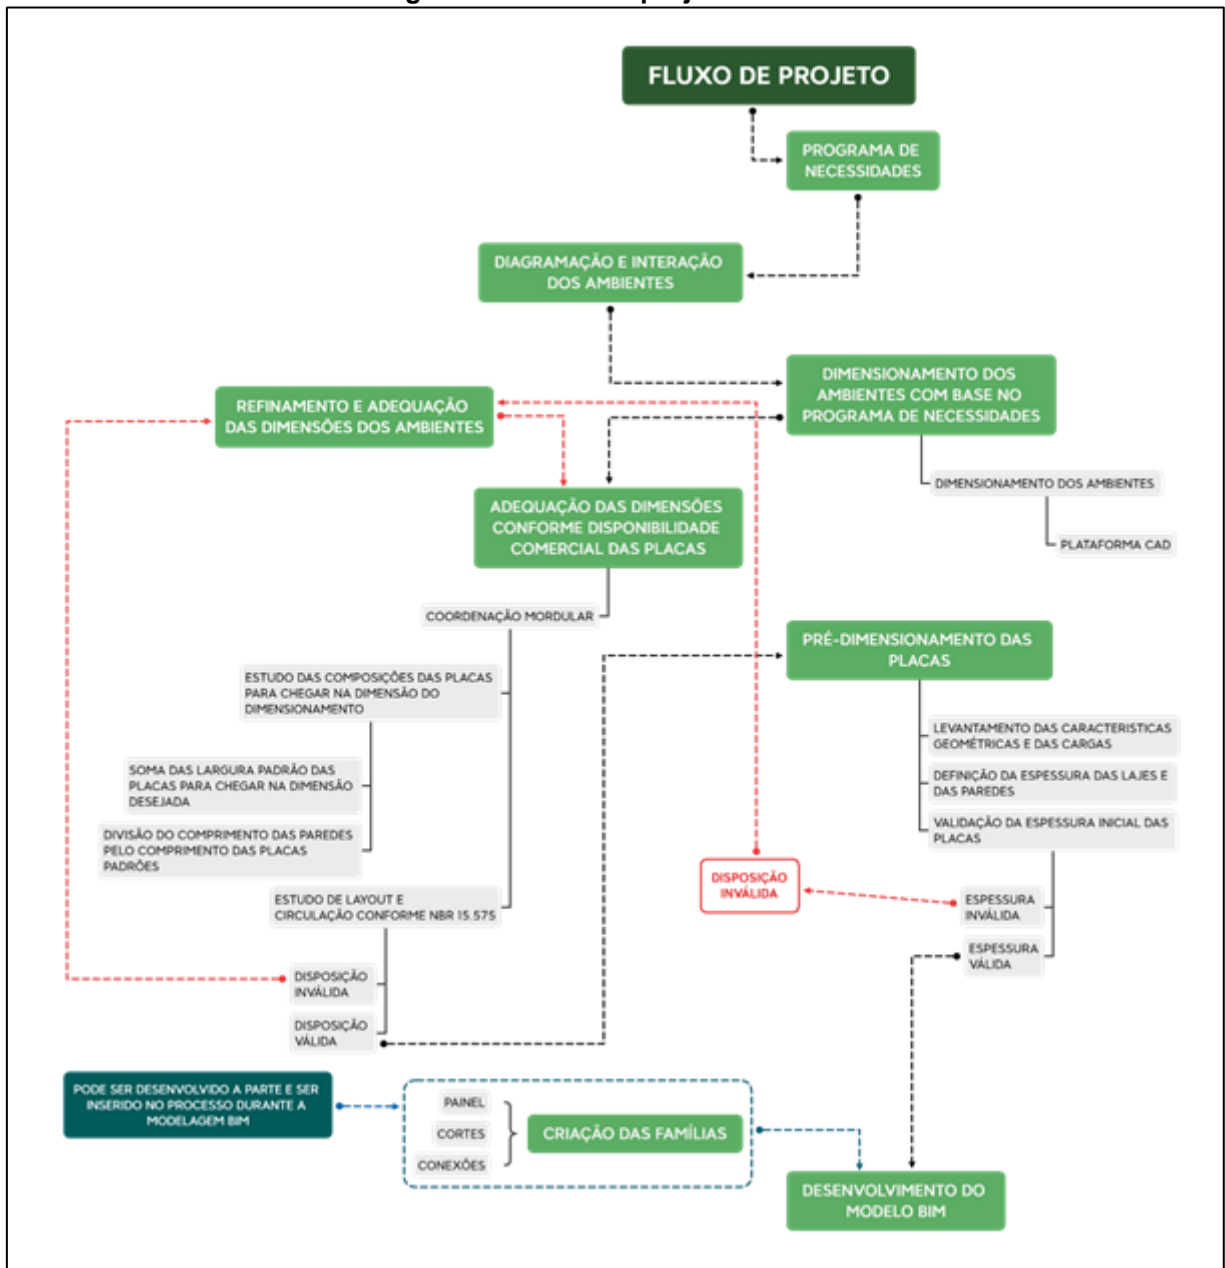 FLUXO DE PROJETO
PROGRAMA DE
NECESSIDADES
DIAGRAMAÇÃO E INTERAÇÃO
DOS AMBIENTES
DIMENSIONAMENTO DOS
AMBIENTES COM BASE NO
PROGRAMA DE NECESSIDADES
REFINAMENTO E ADEQUAÇÃO
DAS DIMENSÕES DOS AMBIENTES
DIMENSIONAMENTO DOS AMBIENTES
PLATAFORMA CAD
ADEQUAÇÃO DAS DIMENSÕES
CONFORME DISPONIBILIDADE
COMERCIAL DAS PLACAS
COORDENAÇÃO MORDULAR
ESTUDO DAS COMPOSIÇÕES DAS PLACAS
PARA CHEGAR NA DIMENSÃO DO
DIMENSIONAMENTO
SOMA DAS LARGURA PADRÃO DAS
PLACAS PARA CHEGAR NA DIMENSÃO
DESEJADA
DIVISÃO DO COMPRIMENTO DAS PAREDES
PELO COMPRIMENTO DAS PLACAS
PADRÕES
ESTUDO DE LAYOUT E
CIRCULAÇÃO CONFORME NBR 15.575
DISPOSIÇÃO
INVÁLIDA
DISPOSIÇÃO
VÁLIDA
PRÉ-DIMENSIONAMENTO DAS
PLACAS
LEVANTAMENTO DAS CARACTERISTICAS
GEOMÉTRICAS E DAS CARGAS
DEFINIÇÃO DA ESPESSURA DAS LAJES E
DAS PAREDES
VALIDAÇÃO DA ESPESSURA INICIAL DAS
PLACAS
DISPOSIÇÃO
INVÁLIDA
ESPESSURA
INVÁLIDA
ESPESSURA
VÁLIDA
PODE SER DESENVOLVIDO A PARTE E SER
INSERIDO NO PROCESSO DURANTE A
MODELAGEM BIM
PAINEL
CORTES
CONEXÕES
CRIAÇÃO DAS FAMÍLIAS
DESENVOLVIMENTO DO
MODELO BIM